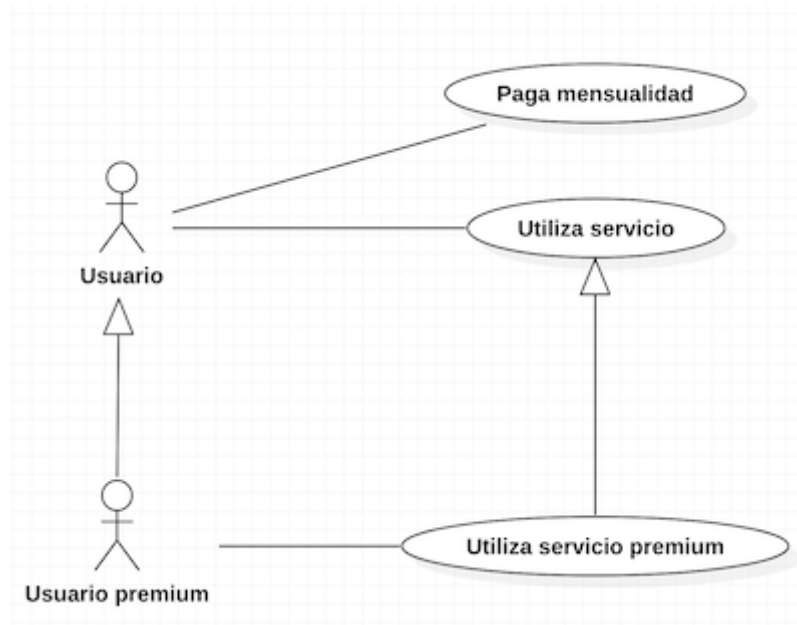 Paga mensualidad
Utiliza servicio
Usuario
Utiliza servicio premium
Usuario premium